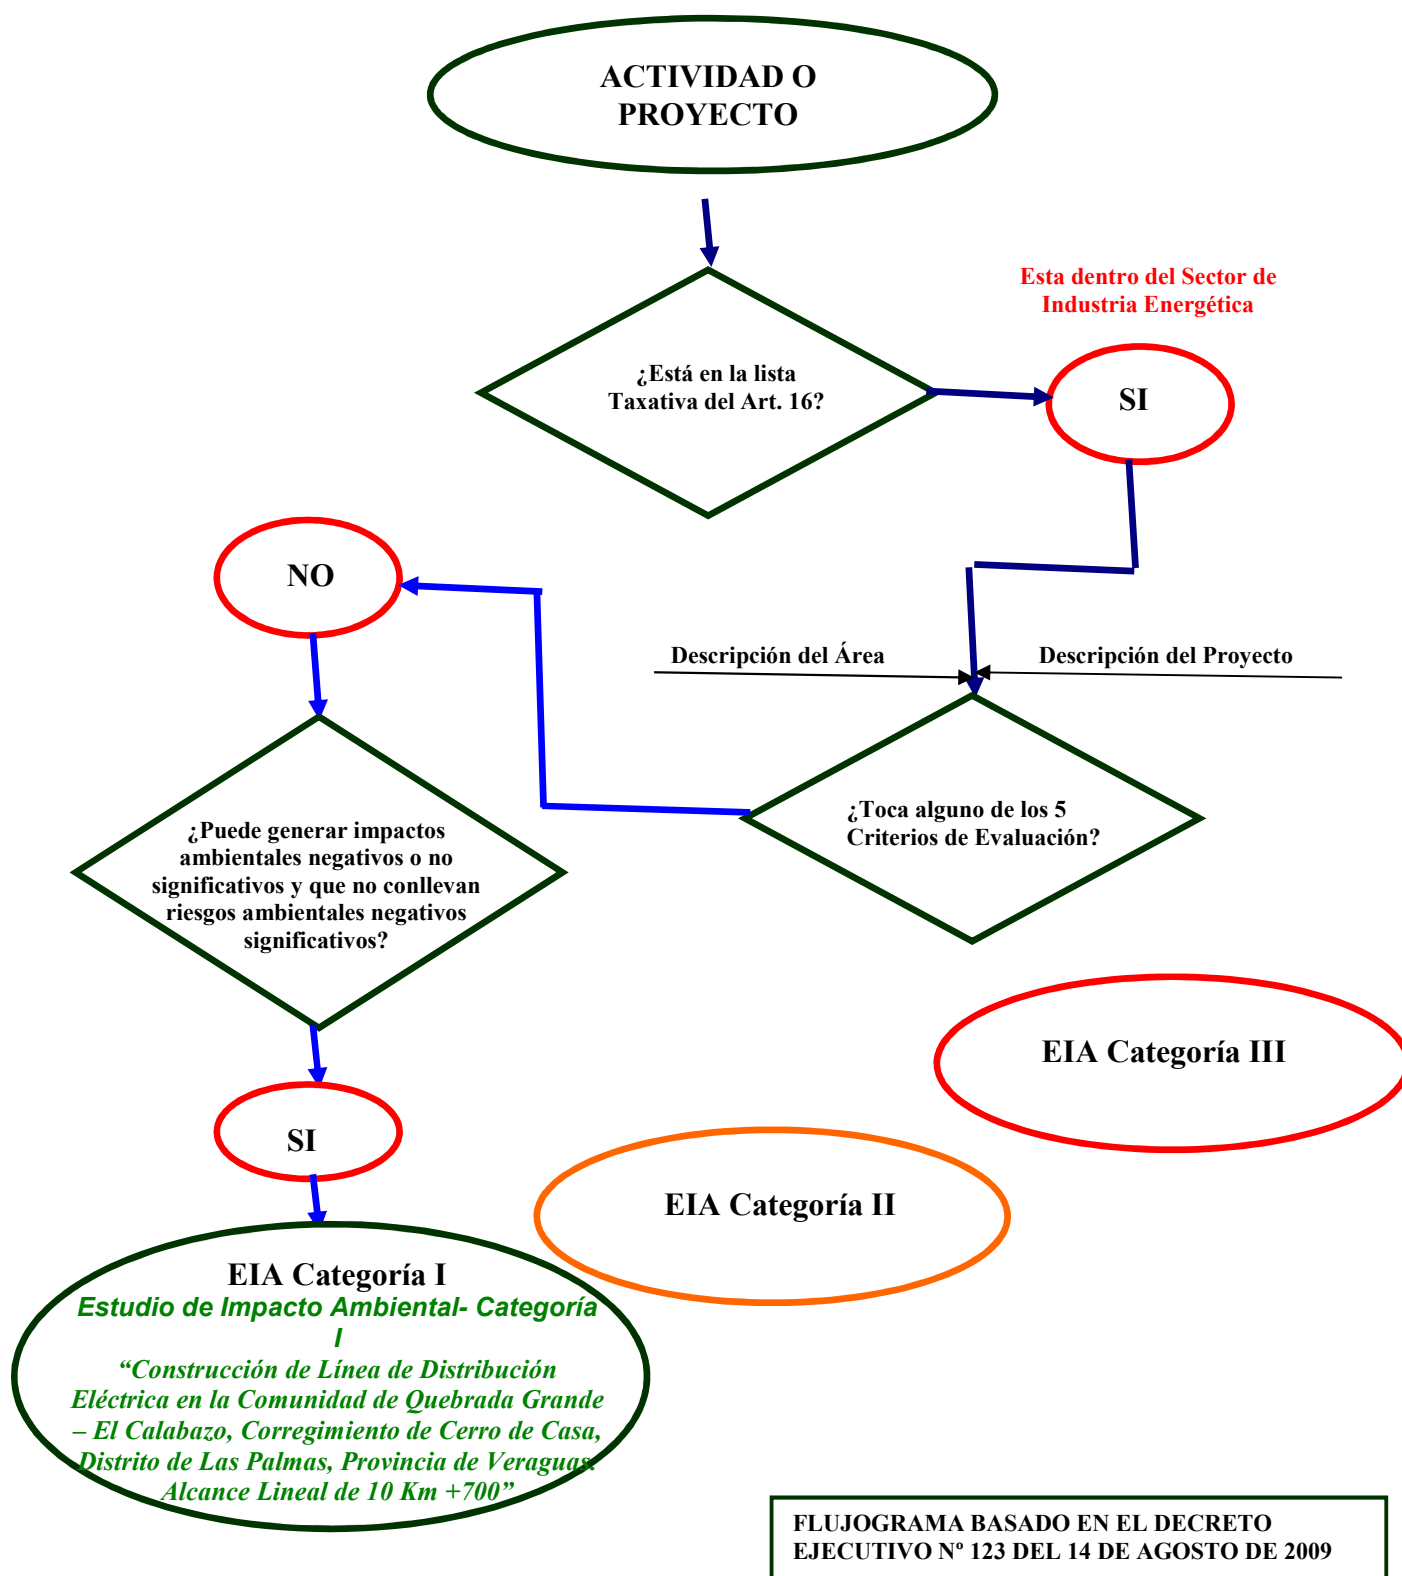 ACTIVIDAD O
PROYECTO
Esta dentro del Sector de
Industria Energética
¿Está en la lista
Taxativa del Art. 16?
SI
NO
Descripción del Área
Descripción del Proyecto
¿Toca alguno de los 5
Criterios de Evaluación?
¿Puede generar impactos
ambientales negativos o no
significativos y que no conllevan
riesgos ambientales negativos
significativos?
EIA Categoría III
SI
EIA Categoría II
EIA Categoría I
Estudio de Impacto Ambiental- Categoría
I
“Construcción de Línea de Distribución
Eléctrica en la Comunidad de Quebrada Grande
– El Calabazo, Corregimiento de Cerro de Casa,
Distrito de Las Palmas, Provincia de Veraguas.
Alcance Lineal de 10 Km +700”
FLUJOGRAMA BASADO EN EL DECRETO
EJECUTIVO Nº 123 DEL 14 DE AGOSTO DE 2009